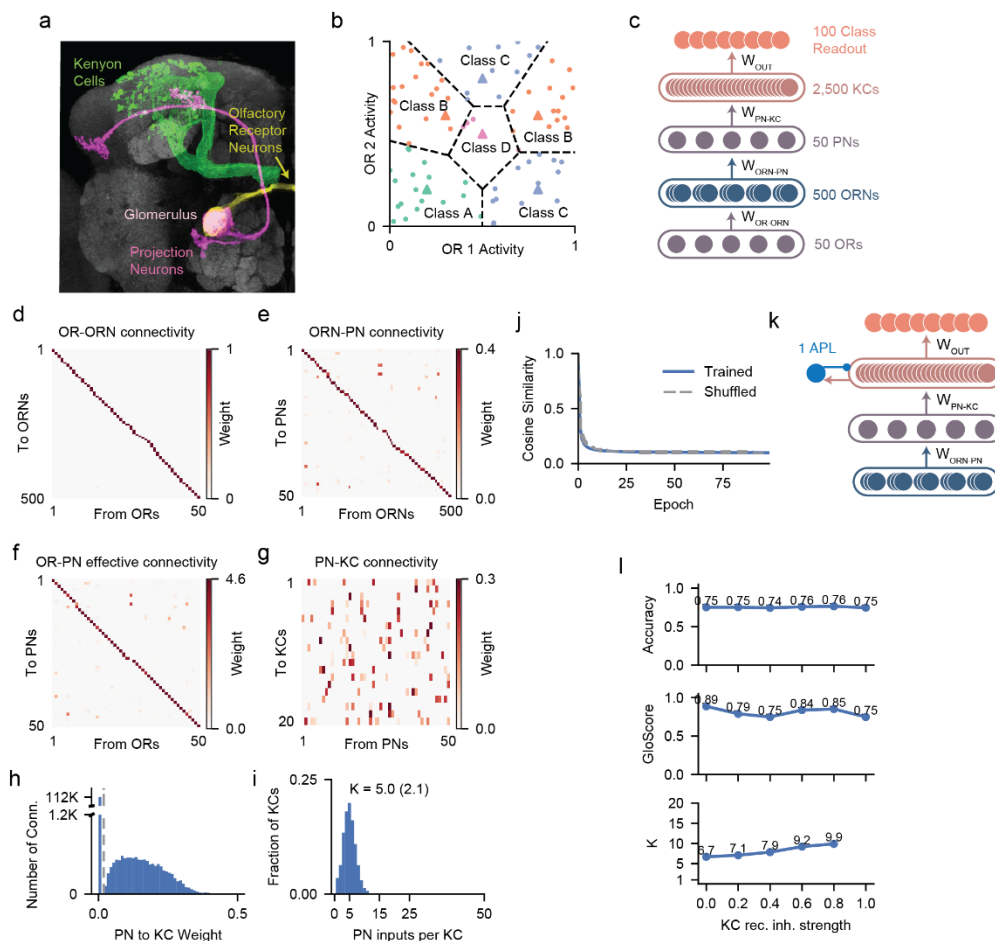 a
Kenyon
Cells
Olfactory
Receptor
Neurons
Glomerulus
Projection
Neurons
b
1
OR 2 Activity
0
Class C
Class B
Class D
Class B
Class A
Class C
0
OR 1 Activity
1
c
100 Class
Readout
W_OUT
2,500 KCs
W_PN-KC
50 PNs
W_ORN-PN
500 ORNs
W_OR-ORN
50 ORs
d
OR-ORN connectivity
1
To ORNs
500
1
From ORs
50
1
Weight
0
e
ORN-PN connectivity
1
To PNs
50
1
From ORNs
500
0.4
Weight
0.0
f
OR-PN effective connectivity
1
To PNs
50
1
From ORs
50
4.6
Weight
0.0
g
PN-KC connectivity
1
To KCs
20
1
From PNs
50
0.3
Weight
0.0
h
112K
1.2K
Number of Conn.
0
0.0
0.5
PN to KC Weight
i
0.25
Fraction of KCs
0.00
K = 5.0 (2.1)
0 5 15 25 50
PN inputs per KC
j
1.0
Cosine Similarity
0.5
0.0
Trained
Shuffled
0 25 50 75
Epoch
k
1 APL
W_OUT
W_PN-KC
W_ORN-PN
l
Accuracy
1.0
0.5
0.0
0.75 0.75 0.74 0.76 0.76 0.75
GloScore
1.0
0.5
0.0
0.89 0.79 0.75 0.84 0.85 0.75
K
20
15
10
5
1
6.7 7.1 7.9 9.2 9.9
0.0 0.2 0.4 0.6 0.8 1.0
KC rec. inh. strength